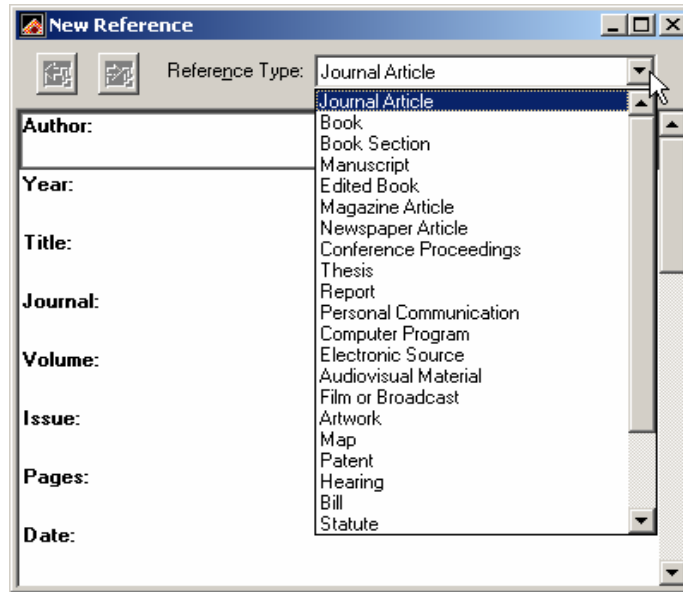 New Reference
Reference Type: Journal Article
Journal Article
Book
Book Section
Manuscript
Edited Book
Magazine Article
Newspaper Article
Conference Proceedings
Thesis
Report
Personal Communication
Computer Program
Electronic Source
Audiovisual Material
Film or Broadcast
Artwork
Map
Patent
Hearing
Bill
Statute
Author:
Year:
Title:
Journal:
Volume:
Issue:
Pages:
Date: